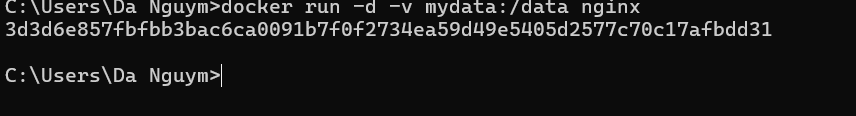 C:\Users\Da Nguym>docker run -d -v mydata:/data nginx
3d3d6e857fbfbb3bac6ca0091b7f0f2734ea59d49e5405d2577c70c17afbdd31
C:\Users\Da Nguym>